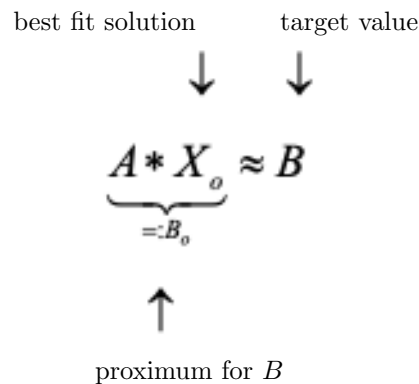 best fit solution target value
↓ ↓
A * X_o ≈ B
=:B_o
↑
proximum for B